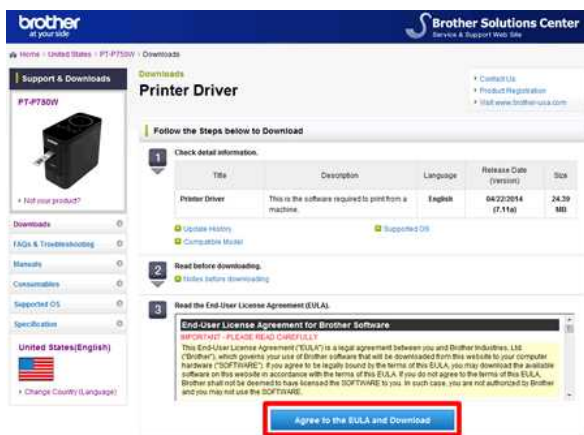 brother
at your side
Brother Solutions Center
Service & Support Web Site
Home > United States > PT-P750W > Downloads
Support & Downloads
PT-P750W
Not your product?
Downloads
FAQs & Troubleshooting
Manuals
Consumables
Supported OS
Specification
United States(English)
Change Country (Language)
Downloads
Printer Driver
Contact Us
Product Registration
Visit www.brother-usa.com
Follow the Steps below to Download
1
Check detail information.
Title Description Language Release Date (Version) Size
Printer Driver This is the software required to print from a machine. English 04/22/2014 (7.11a) 24.39 MB
Update History
Supported OS
Compatible Model
2
Read before downloading.
Notes before downloading
3
Read the End-User License Agreement (EULA).
End-User License Agreement for Brother Software
IMPORTANT - PLEASE READ CAREFULLY
This End-User License Agreement ("EULA") is a legal agreement between you and Brother Industries, Ltd.
("Brother"), which governs your use of Brother software that will be downloaded from this website to your computer
hardware ("SOFTWARE"). If you agree to be legally bound by the terms of this EULA, you may download the available
software on this website in accordance with the terms of this EULA. If you do not agree to the terms of this EULA,
Brother shall not be deemed to have licensed the SOFTWARE to you. In such case, you are not authorized by Brother
and you may not use the SOFTWARE.
Agree to the EULA and Download